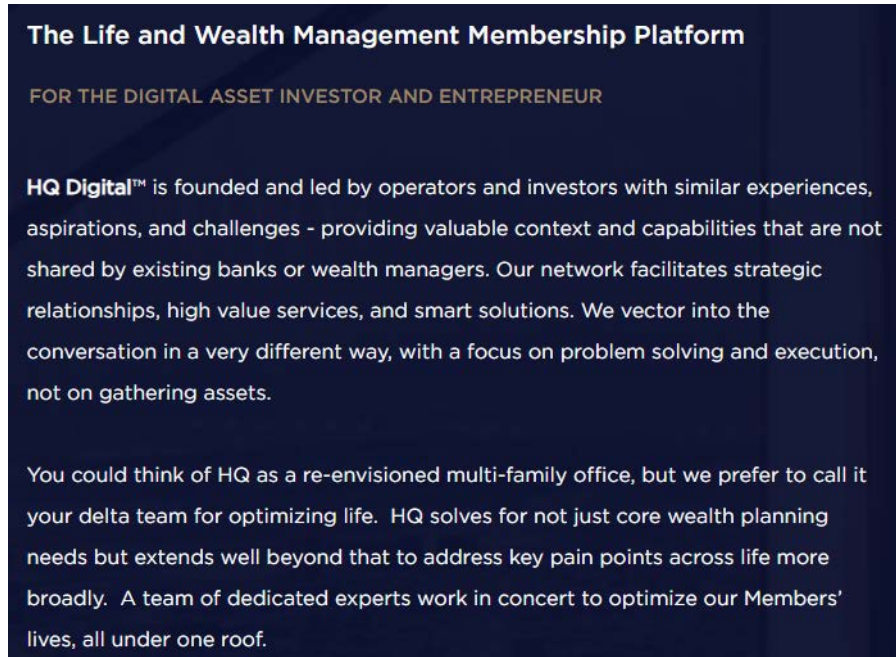 The Life and Wealth Management Membership Platform
FOR THE DIGITAL ASSET INVESTOR AND ENTREPRENEUR
HQ Digital™ is founded and led by operators and investors with similar experiences,
aspirations, and challenges - providing valuable context and capabilities that are not
shared by existing banks or wealth managers. Our network facilitates strategic
relationships, high value services, and smart solutions. We vector into the
conversation in a very different way, with a focus on problem solving and execution,
not on gathering assets.
You could think of HQ as a re-envisioned multi-family office, but we prefer to call it
your delta team for optimizing life.  HQ solves for not just core wealth planning
needs but extends well beyond that to address key pain points across life more
broadly.  A team of dedicated experts work in concert to optimize our Members'
lives, all under one roof.